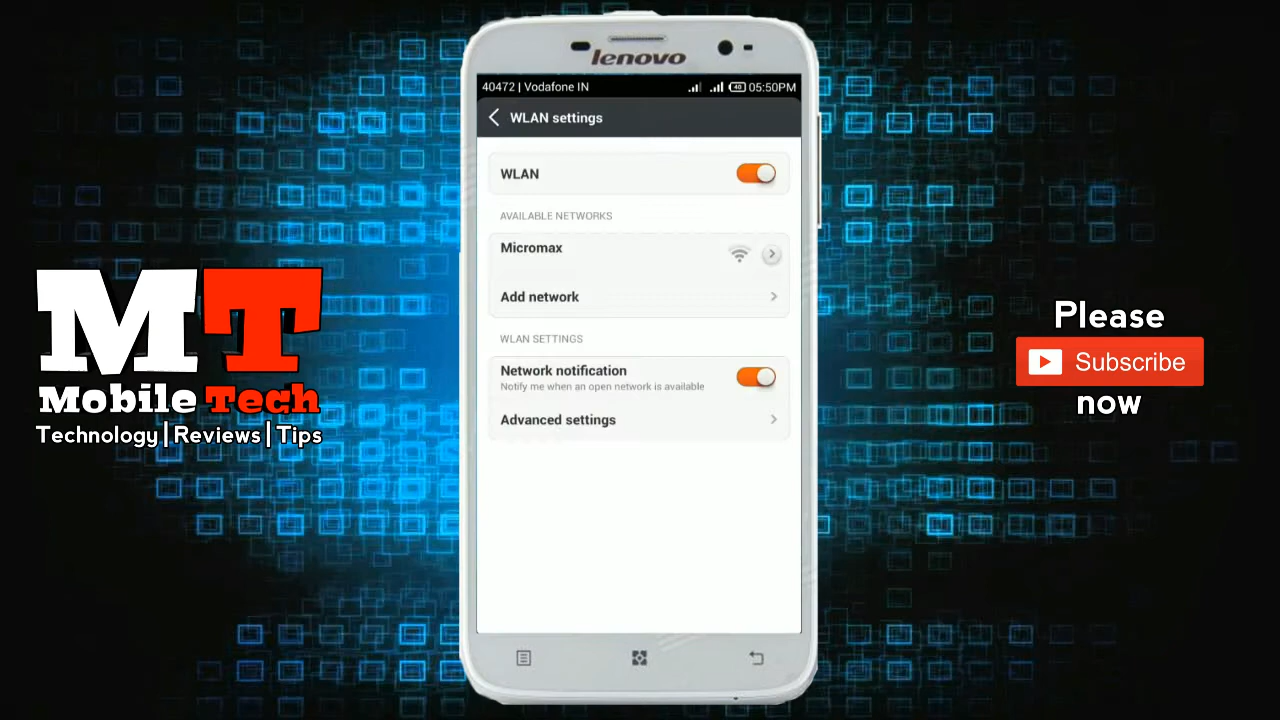 lenovo
40472 | Vodafone IN
40 05:50PM
WLAN settings
WLAN
AVAILABLE NETWORKS
Micromax
Add network
WLAN SETTINGS
Network notification
Notify me when an open network is available
Advanced settings
MT
Mobile Tech
Technology|Reviews|Tips
Please
Subscribe
now